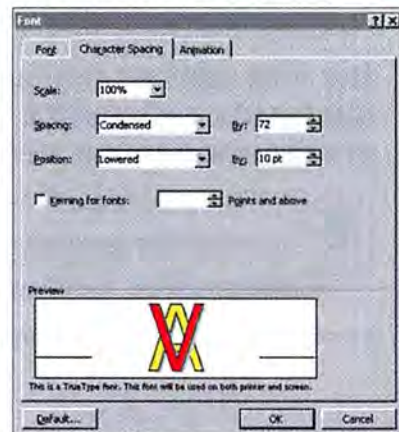 Font
Font Character Spacing Animation
Scale: 100%
Spacing: Condensed By: 72
Position: Lowered By: 10 pt
Kerning for fonts: Points and above
Preview
VA
This is a TrueType font. This font will be used on both printer and screen.
Default... OK Cancel